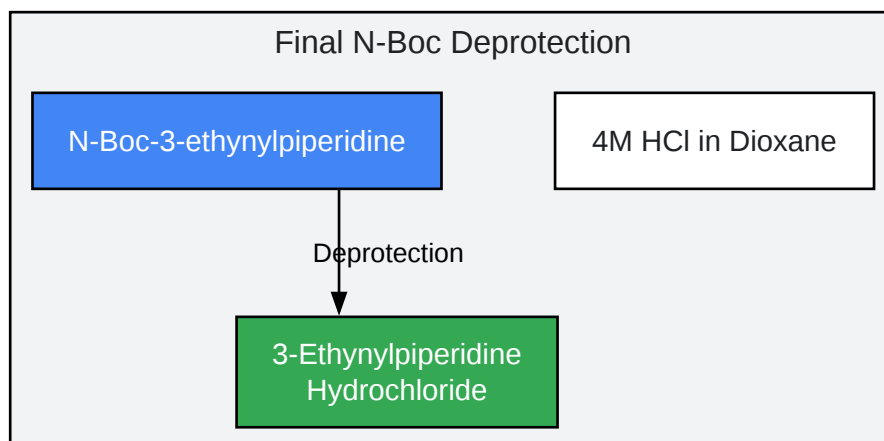 Final N-Boc Deprotection
N-Boc-3-ethynylpiperidine
4M HCl in Dioxane
Deprotection
3-Ethynylpiperidine
Hydrochloride